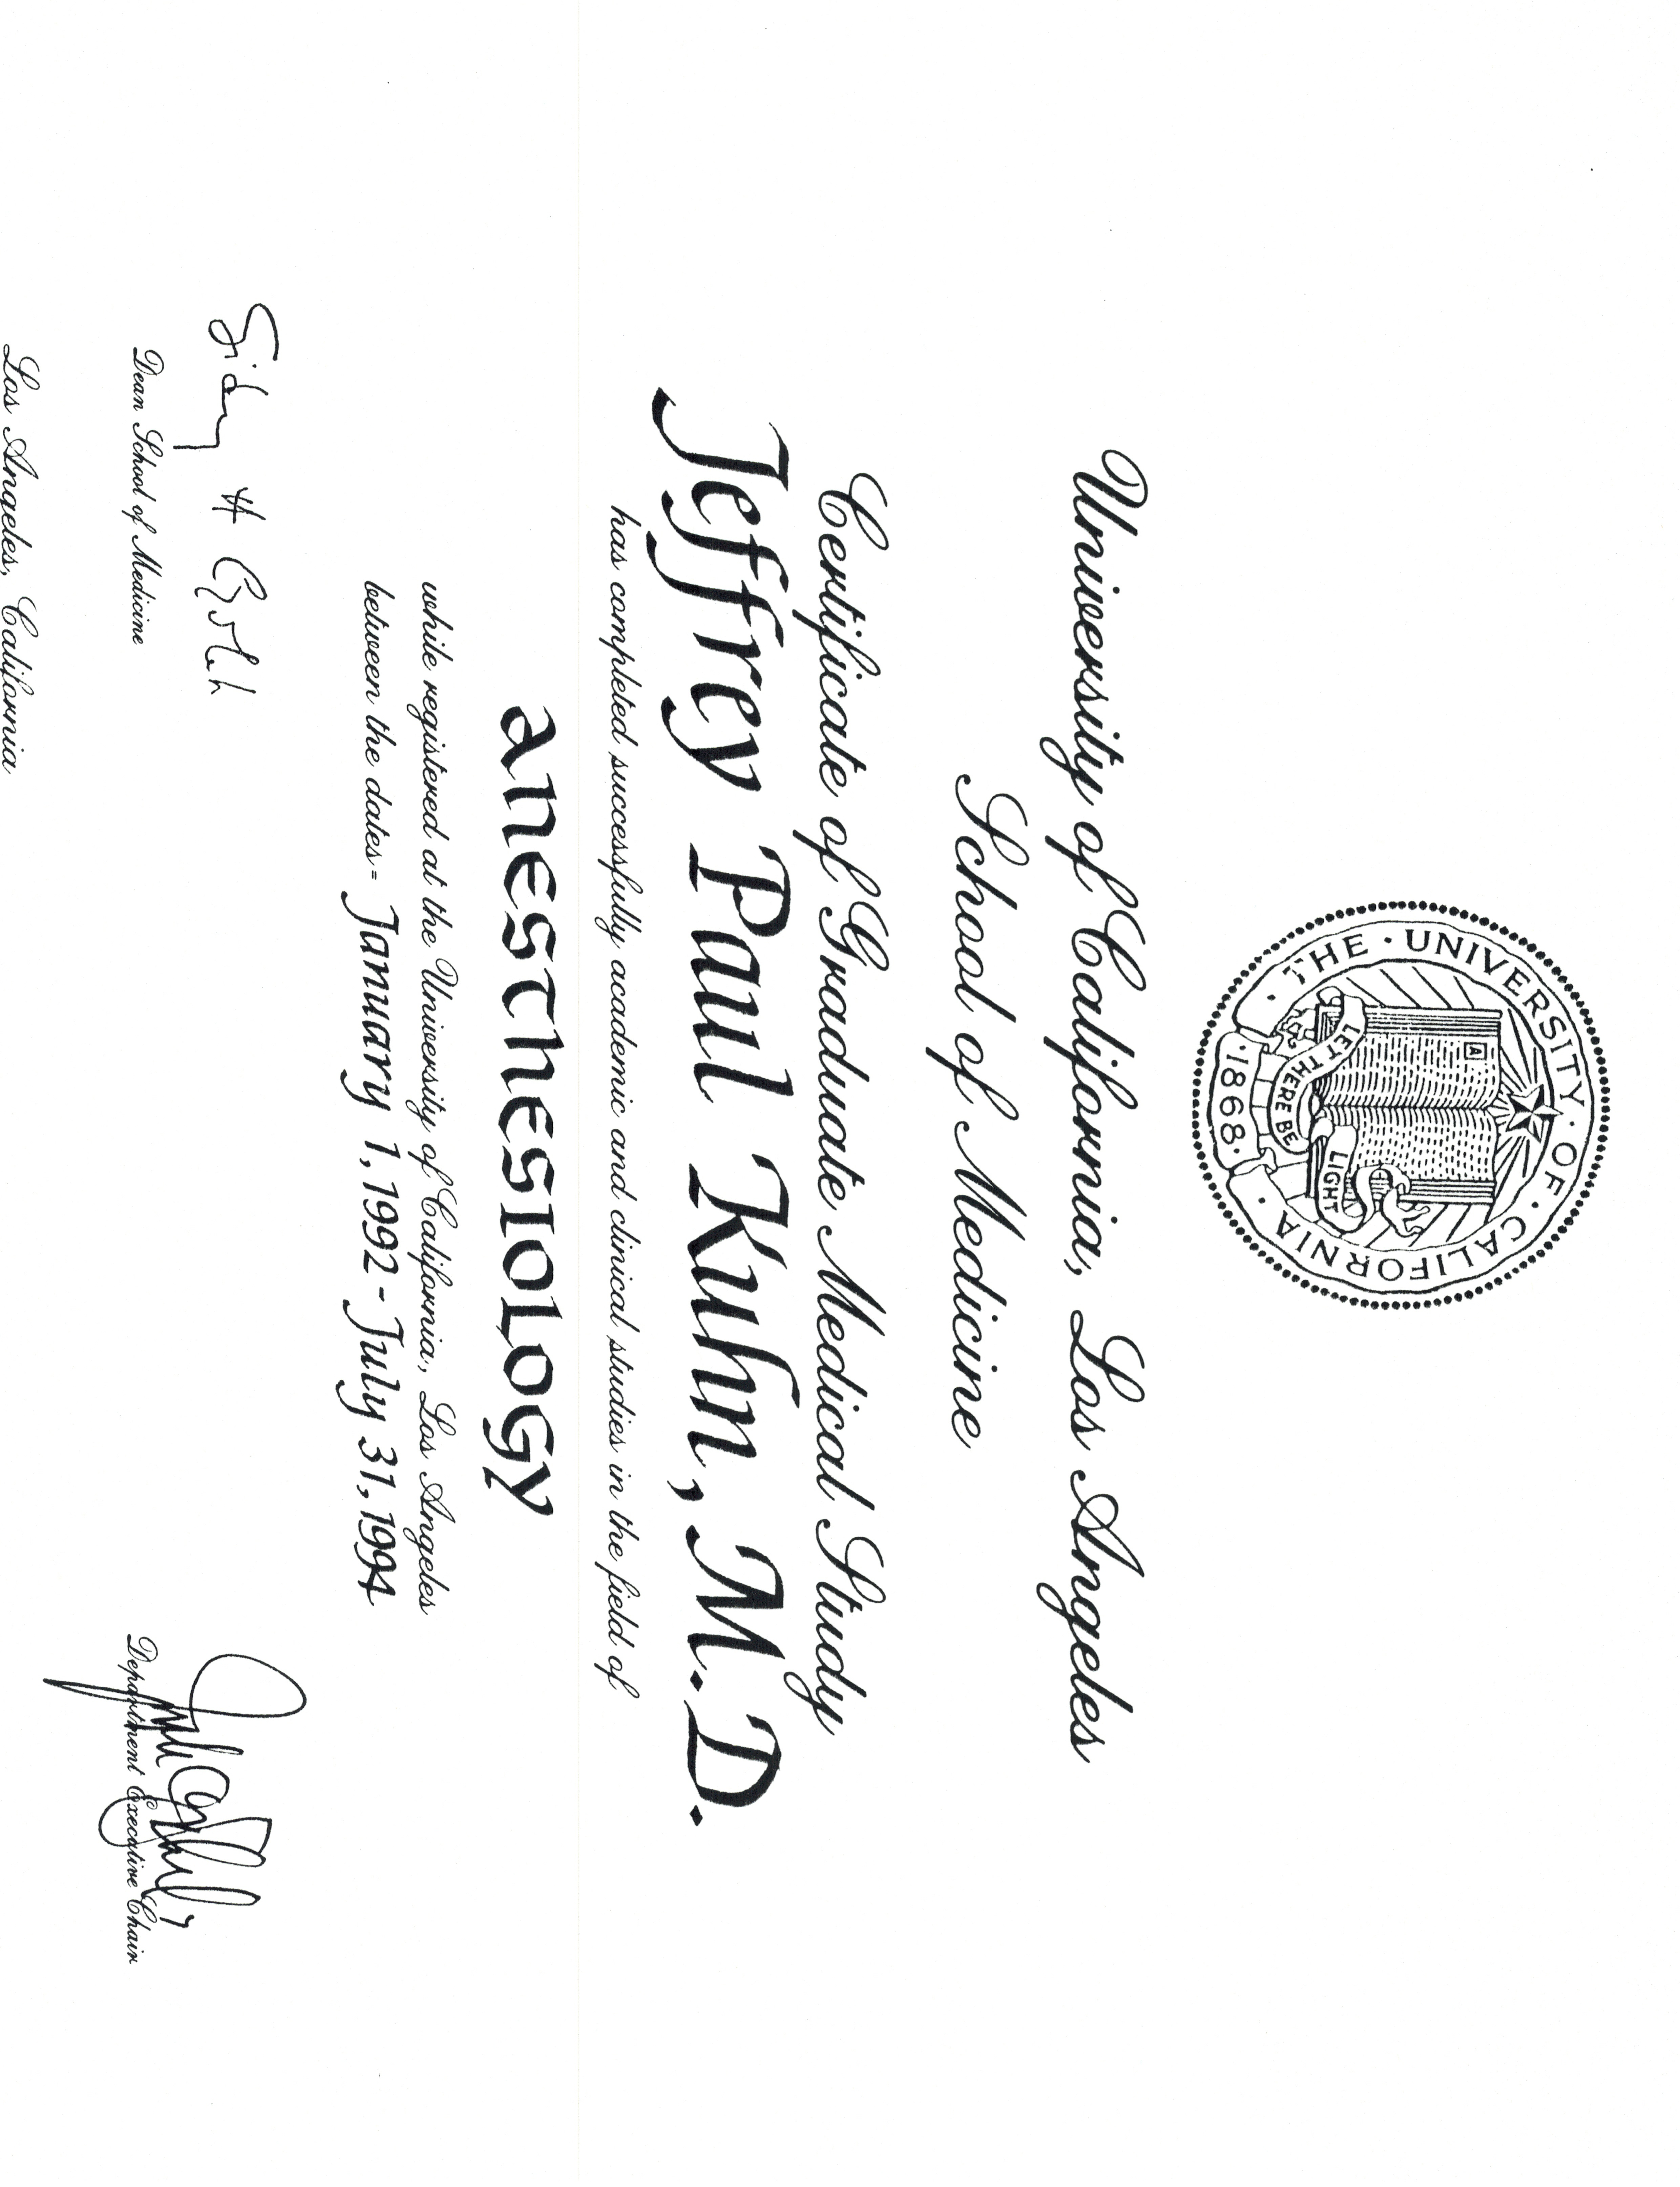 · THE · UNIVERSITY · OF · CALIFORNIA ·
A
LET THERE BE LIGHT
· 1868 ·
University of California, Los Angeles
School of Medicine
Certificate of Graduate Medical Study
Jeffrey Paul Kuhn, M.D.
has completed successfully academic and clinical studies in the field of
anesthesiology
while registered at the University of California, Los Angeles
between the dates = January 1, 1992 - July 31, 1994
Dean School of Medicine
Department Executive Chair
Los Angeles, California